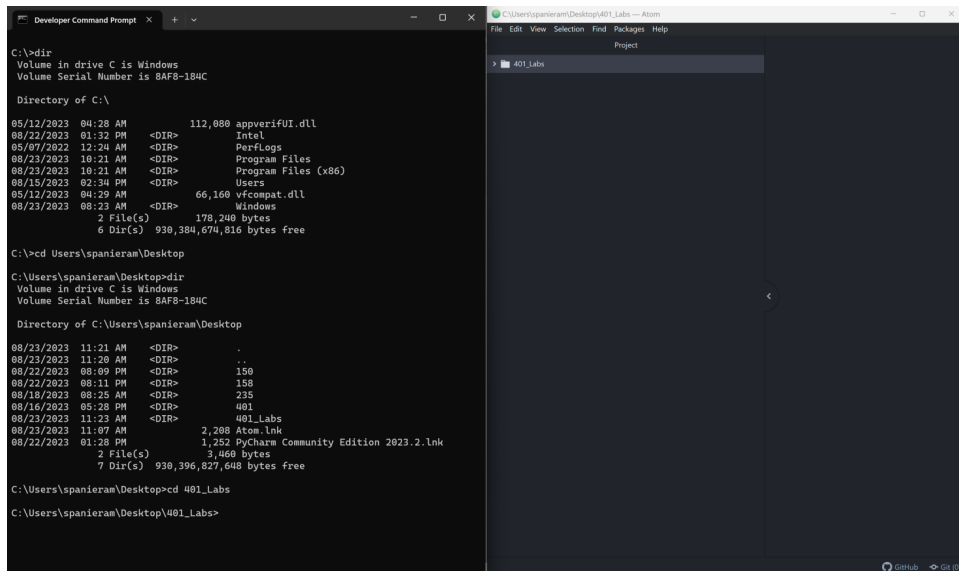 Developer Command Prompt
C:\>dir
 Volume in drive C is Windows
 Volume Serial Number is 8AF8-184C
 Directory of C:\
05/12/2023  04:28 AM           112,080 appverifUI.dll
08/22/2023  01:32 PM    <DIR>          Intel
05/07/2022  12:24 AM    <DIR>          PerfLogs
08/23/2023  10:21 AM    <DIR>          Program Files
08/23/2023  10:21 AM    <DIR>          Program Files (x86)
08/15/2023  02:34 PM    <DIR>          Users
05/12/2023  04:29 AM            66,160 vfcompat.dll
08/23/2023  08:23 AM    <DIR>          Windows
               2 File(s)        178,240 bytes
               6 Dir(s)  930,384,674,816 bytes free
C:\>cd Users\spanieram\Desktop
C:\Users\spanieram\Desktop>dir
 Volume in drive C is Windows
 Volume Serial Number is 8AF8-184C
 Directory of C:\Users\spanieram\Desktop
08/23/2023  11:21 AM    <DIR>          .
08/23/2023  11:20 AM    <DIR>          ..
08/22/2023  08:09 PM    <DIR>          150
08/22/2023  08:11 PM    <DIR>          158
08/18/2023  08:25 AM    <DIR>          235
08/16/2023  05:28 PM    <DIR>          401
08/23/2023  11:23 AM    <DIR>          401_Labs
08/23/2023  11:07 AM             2,208 Atom.lnk
08/22/2023  01:28 PM             1,252 PyCharm Community Edition 2023.2.lnk
               2 File(s)          3,460 bytes
               7 Dir(s)  930,396,827,648 bytes free
C:\Users\spanieram\Desktop>cd 401_Labs
C:\Users\spanieram\Desktop\401_Labs>
C:\Users\spanieram\Desktop\401_Labs — Atom
File Edit View Selection Find Packages Help
Project
401_Labs
GitHub Git (0